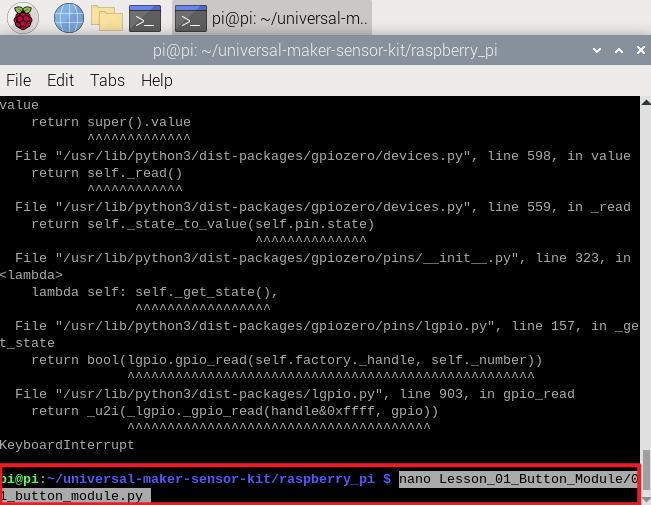 pi@pi: ~/universal-m..
pi@pi: ~/universal-maker-sensor-kit/raspberry_pi
File Edit Tabs Help
value
    return super().value
           ^^^^^^^^^^^^^
  File "/usr/lib/python3/dist-packages/gpiozero/devices.py", line 598, in value
    return self._read()
           ^^^^^^^^^^^^
  File "/usr/lib/python3/dist-packages/gpiozero/devices.py", line 559, in _read
    return self._state_to_value(self.pin.state)
                                ^^^^^^^^^^^^^^
  File "/usr/lib/python3/dist-packages/gpiozero/pins/__init__.py", line 323, in
<lambda>
    lambda self: self._get_state(),
                 ^^^^^^^^^^^^^^^^^
  File "/usr/lib/python3/dist-packages/gpiozero/pins/lgpio.py", line 157, in _ge
t_state
    return bool(lgpio.gpio_read(self.factory._handle, self._number))
                ^^^^^^^^^^^^^^^^^^^^^^^^^^^^^^^^^^^^^^^^^^^^^^^^^^^
  File "/usr/lib/python3/dist-packages/lgpio.py", line 903, in gpio_read
    return _u2i(_lgpio._gpio_read(handle&0xffff, gpio))
                ^^^^^^^^^^^^^^^^^^^^^^^^^^^^^^^^^^^^^^
KeyboardInterrupt
pi@pi:~/universal-maker-sensor-kit/raspberry_pi $ nano Lesson_01_Button_Module/0
1_button_module.py